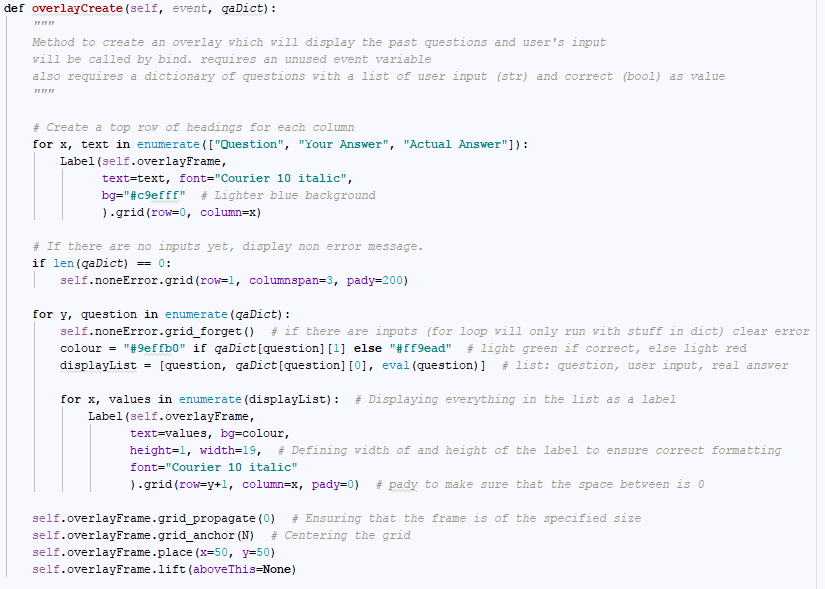 def overlayCreate(self, event, qaDict):
    """
    Method to create an overlay which will display the past questions and user's input
    will be called by bind. requires an unused event variable
    also requires a dictionary of questions with a list of user input (str) and correct (bool) as value
    """

    # Create a top row of headings for each column
    for x, text in enumerate(["Question", "Your Answer", "Actual Answer"]):
        Label(self.overlayFrame,
              text=text, font="Courier 10 italic",
              bg="#c9efff"  # Lighter blue background
              ).grid(row=0, column=x)

    # If there are no inputs yet, display non error message.
    if len(qaDict) == 0:
        self.noneError.grid(row=1, columnspan=3, pady=200)

    for y, question in enumerate(qaDict):
        self.noneError.grid_forget()  # if there are inputs (for loop will only run with stuff in dict) clear error
        colour = "#9effb0" if qaDict[question][1] else "#ff9ead"  # light green if correct, else light red
        displayList = [question, qaDict[question][0], eval(question)]  # list: question, user input, real answer

        for x, values in enumerate(displayList):  # Displaying everything in the list as a label
            Label(self.overlayFrame,
                  text=values, bg=colour,
                  height=1, width=19,  # Defining width of and height of the label to ensure correct formatting
                  font="Courier 10 italic"
                  ).grid(row=y+1, column=x, pady=0)  # pady to make sure that the space between is 0

    self.overlayFrame.grid_propagate(0)  # Ensuring that the frame is of the specified size
    self.overlayFrame.grid_anchor(N)  # Centering the grid
    self.overlayFrame.place(x=50, y=50)
    self.overlayFrame.lift(aboveThis=None)